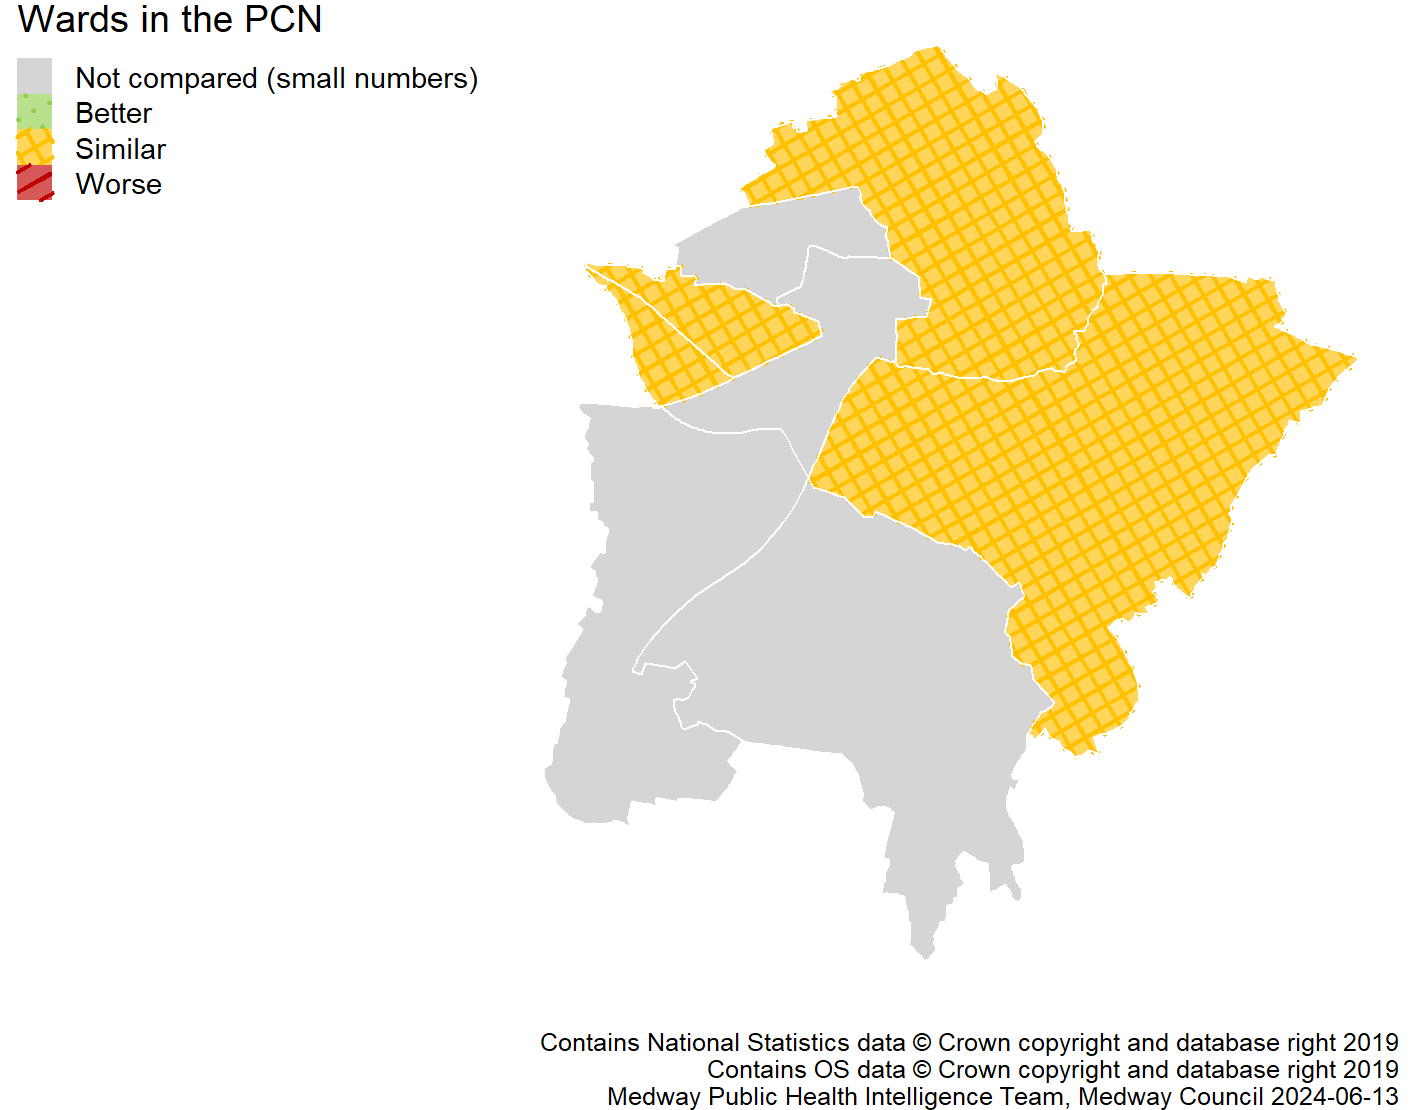 Wards in the PCN
Not compared (small numbers)
Better
Similar
Worse
Contains National Statistics data © Crown copyright and database right 2019
Contains OS data © Crown copyright and database right 2019
Medway Public Health Intelligence Team, Medway Council 2024-06-13